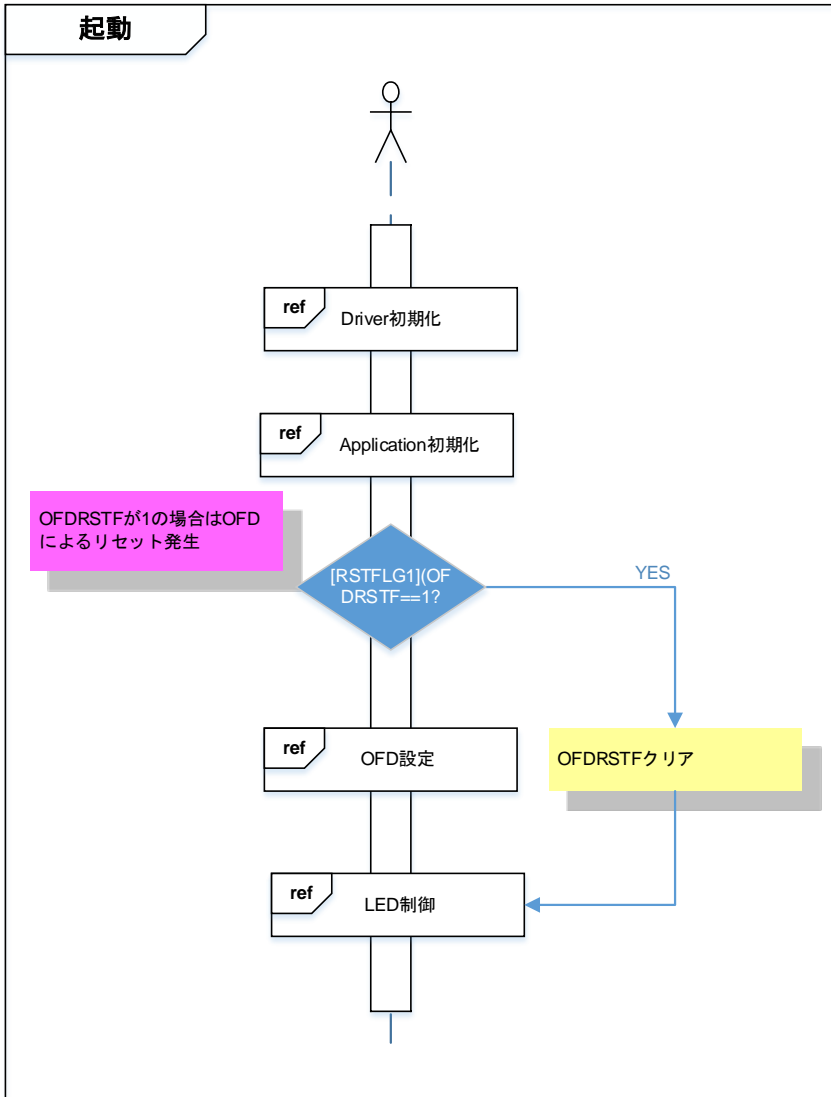 起動
ref
Driver初期化
ref
Application初期化
OFDRSTFが1の場合はOFD
によるリセット発生
[RSTFLG1](OF
DRSTF==1?
YES
ref
OFD設定
OFDRSTFクリア
ref
LED制御